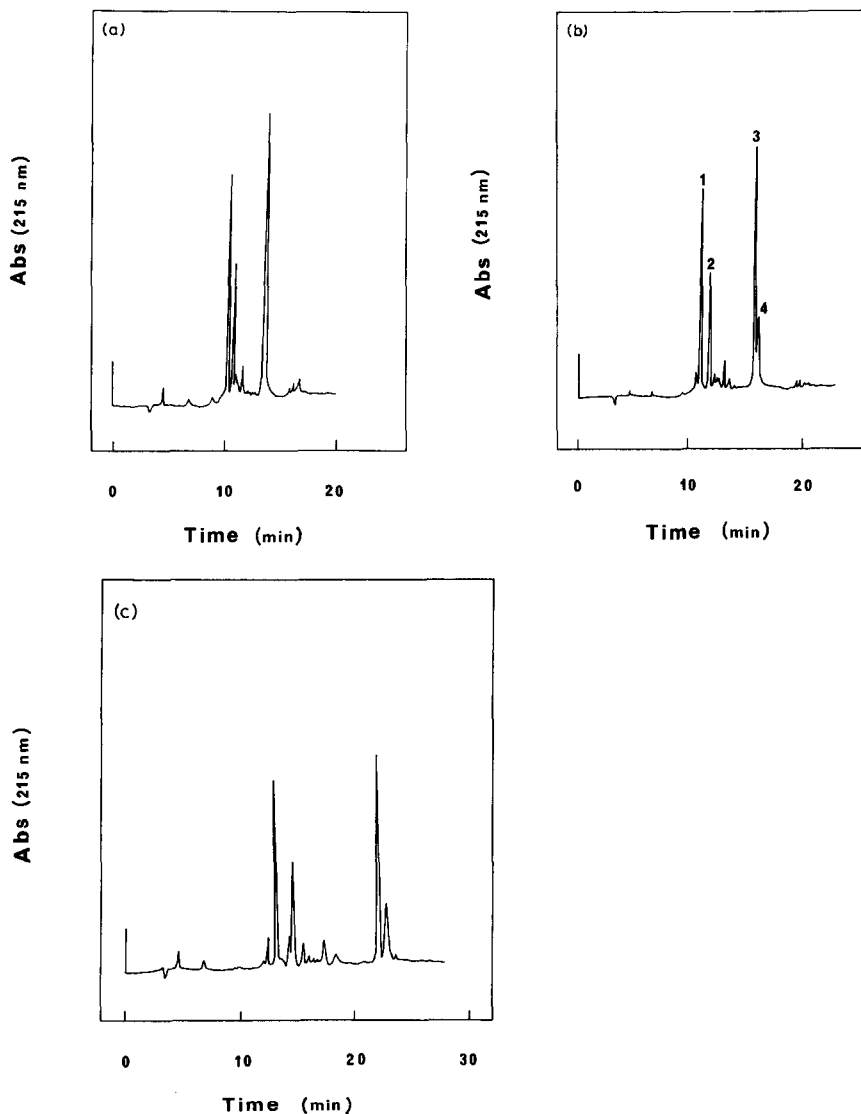 (a)
Abs (215 nm)
0 10 20
Time (min)
(b)
Abs (215 nm)
1
2
3
4
0 10 20
Time (min)
(c)
Abs (215 nm)
0 10 20 30
Time (min)